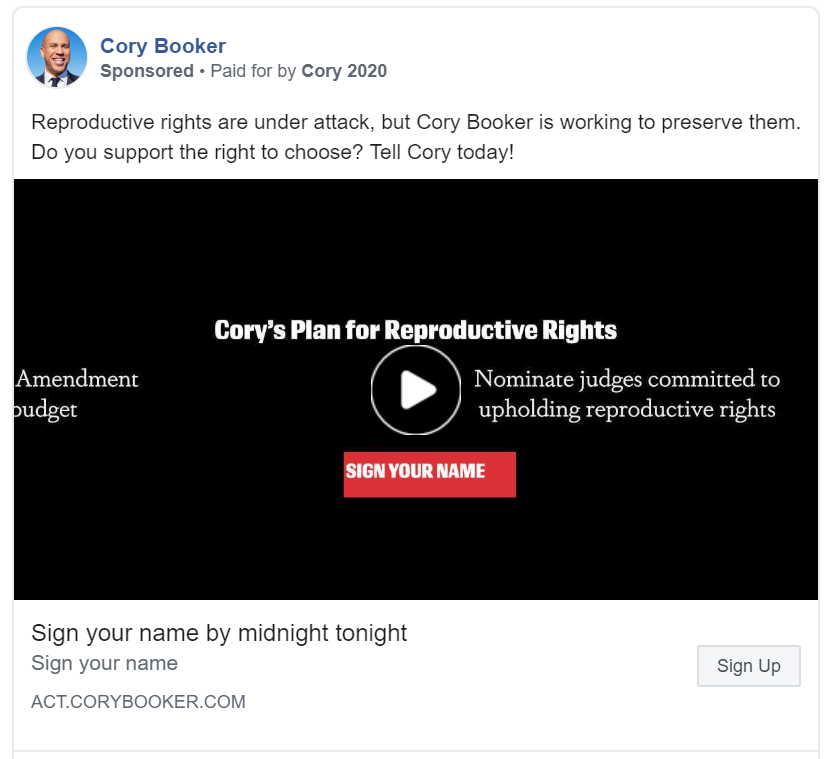 Cory Booker
Sponsored • Paid for by Cory 2020
Reproductive rights are under attack, but Cory Booker is working to preserve them.
Do you support the right to choose? Tell Cory today!
Cory's Plan for Reproductive Rights
Amendment
Nominate judges committed to
upholding reproductive rights
SIGN YOUR NAME
Sign your name by midnight tonight
Sign your name
Sign Up
ACT.CORYBOOKER.COM